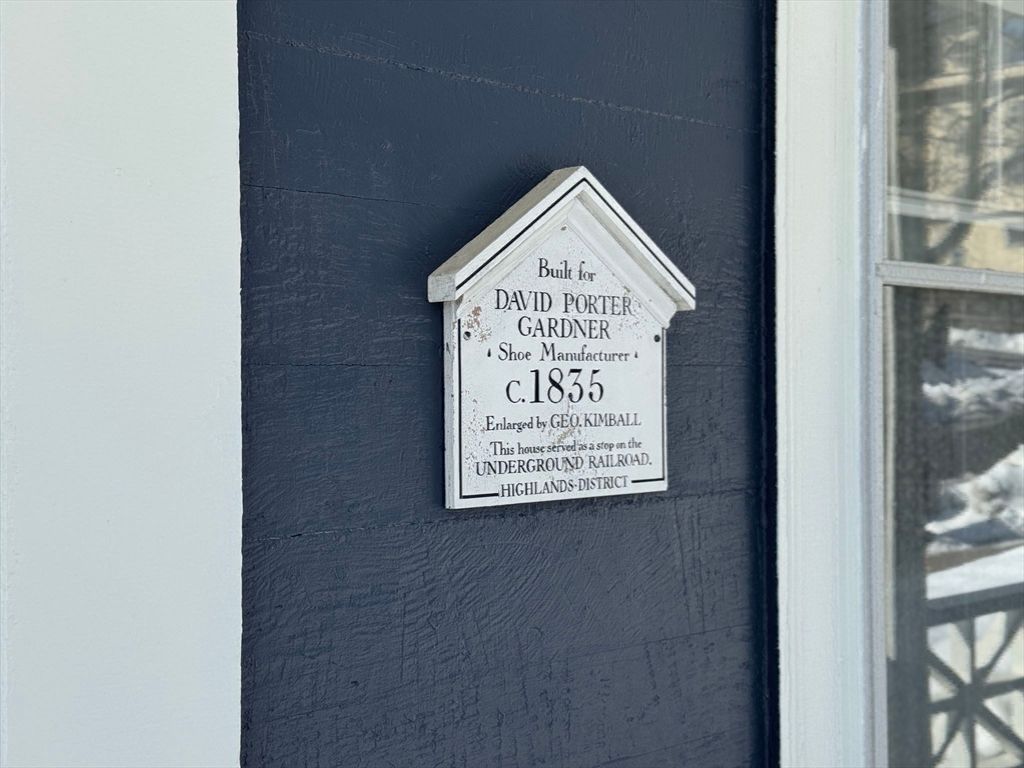 Built for
DAVID PORTER
GARDNER
Shoe Manufacturer
C.1835
Enlarged by GEO. KIMBALL
This house served as a stop on the
UNDERGROUND RAILROAD.
HIGHLANDS-DISTRICT